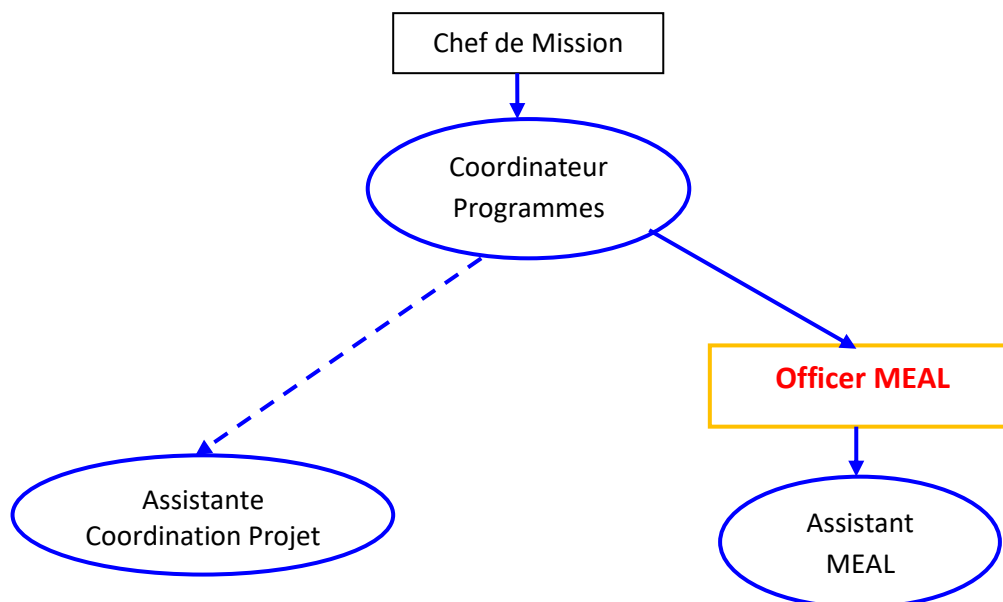 Chef de Mission
Coordinateur
Programmes
Officer MEAL
Assistante
Coordination Projet
Assistant
MEAL